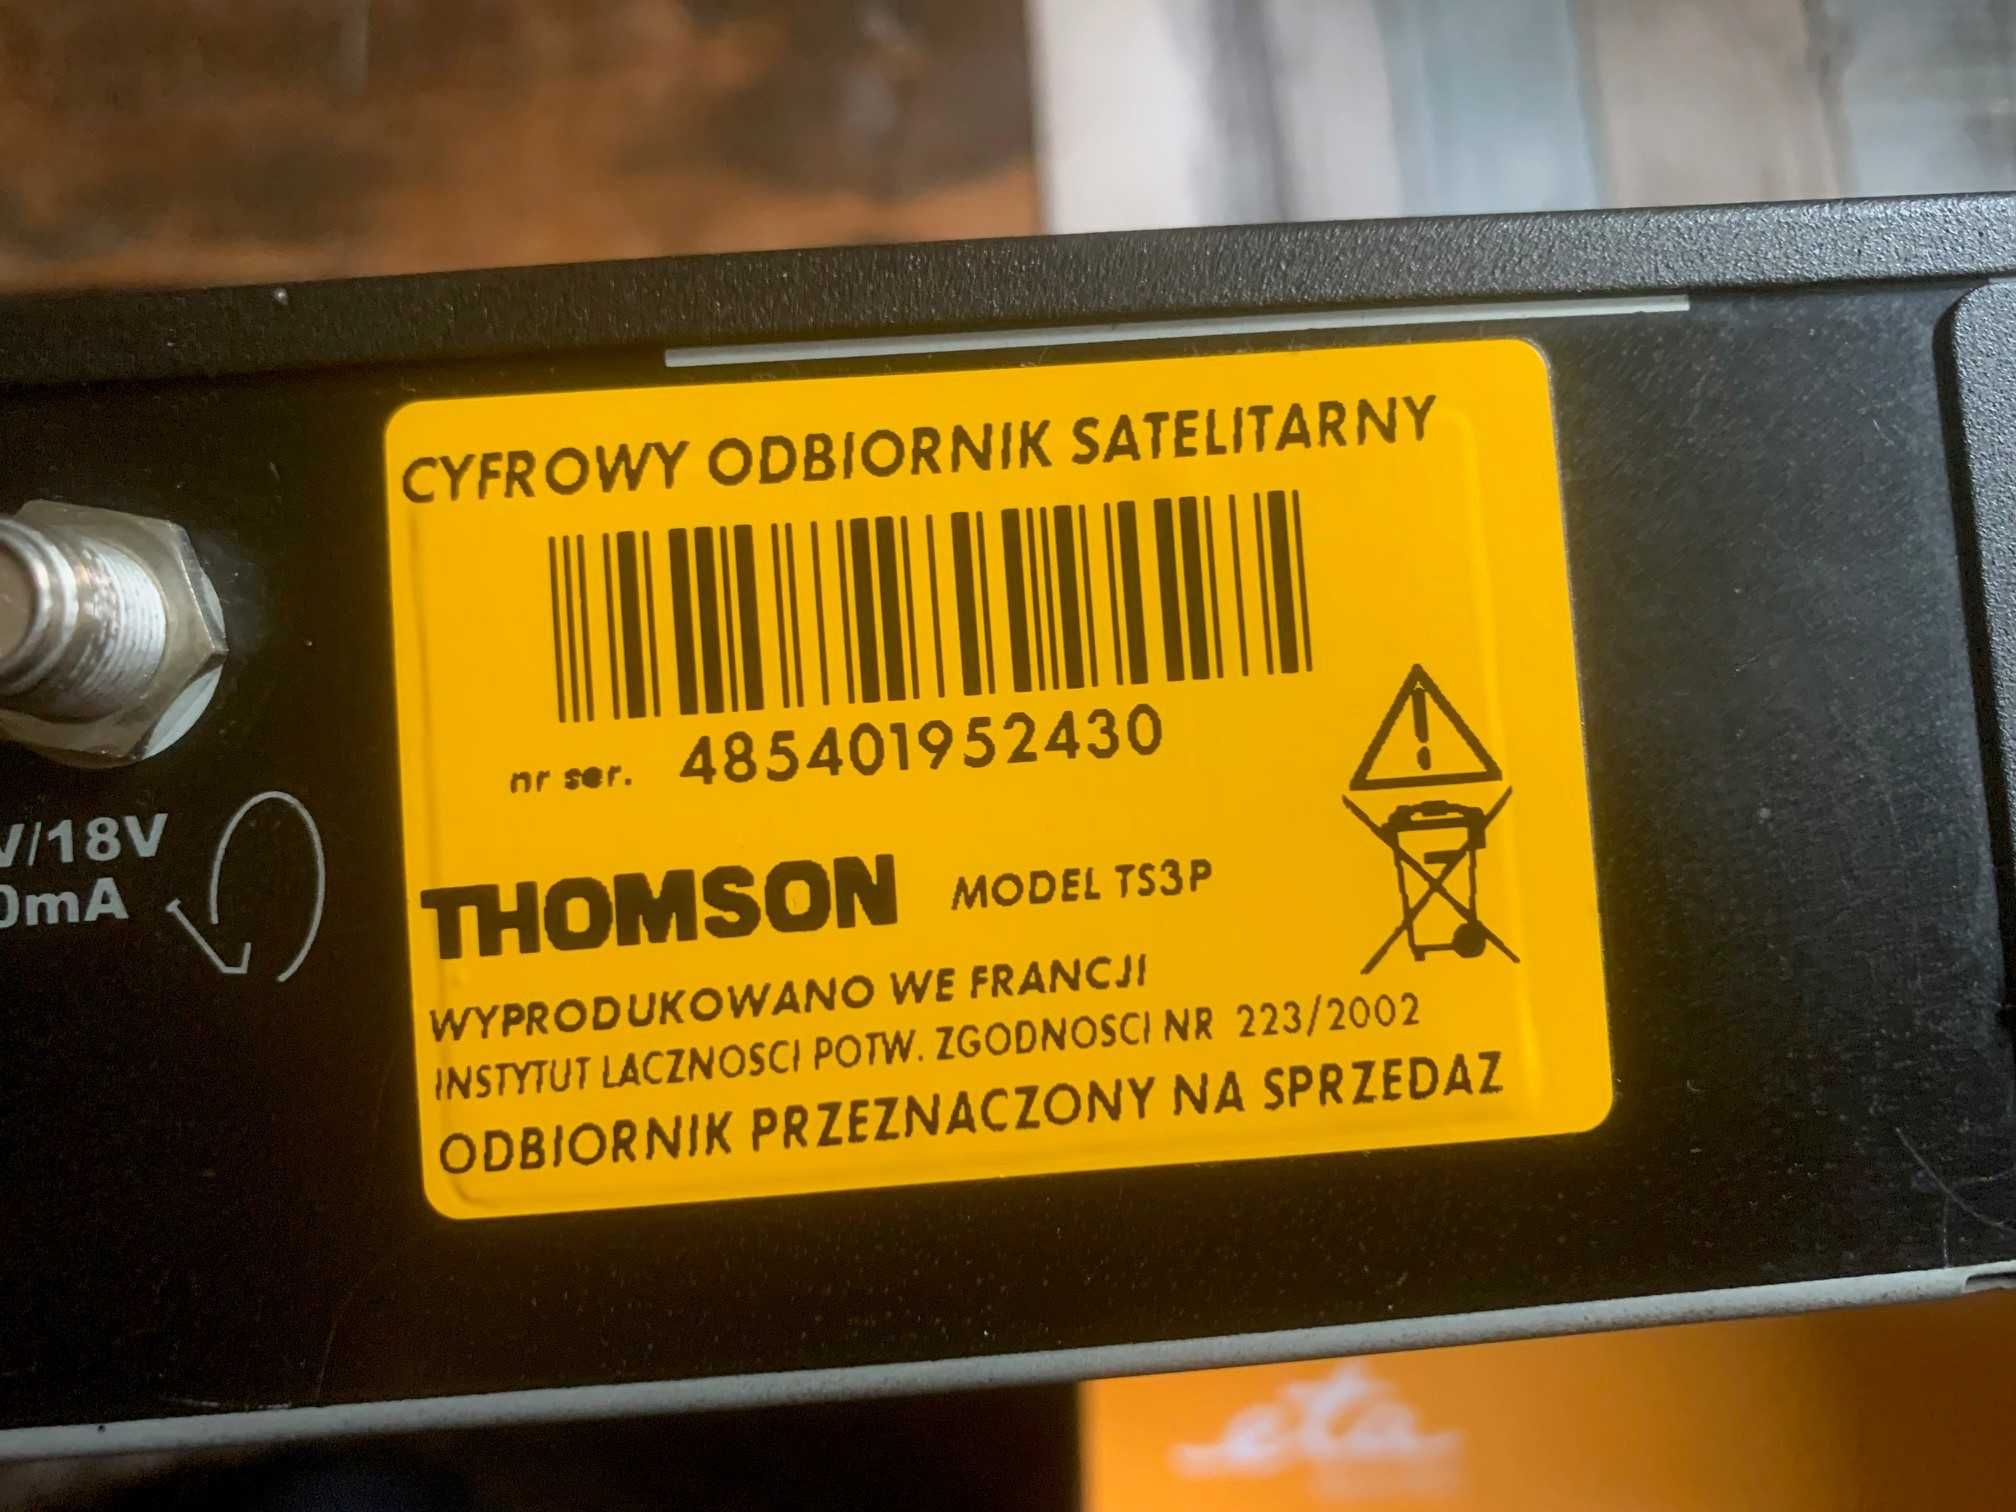 CYFROWY ODBIORNIK SATELITARNY
nr ser. 485401952430
THOMSON MODEL TS3P
WYPRODUKOWANO WE FRANCJI
INSTYTUT LACZNOSCI POTW. ZGODNOSCI NR 223/2002
ODBIORNIK PRZEZNACZONY NA SPRZEDAZ
V/18V
0mA
eta